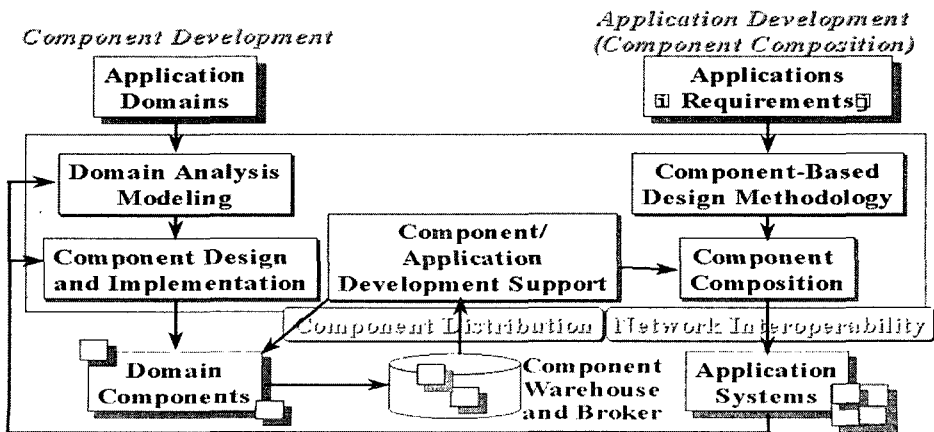 Component Development
Application Development
(Component Composition)
Application
Domains
Applications
Requirements
Domain Analysis
Modeling
Component-Based
Design Methodology
Component Design
and Implementation
Component/
Application
Development Support
Component
Composition
Component Distribution
Network Interoperability
Domain
Components
Component
Warehouse
and Broker
Application
Systems